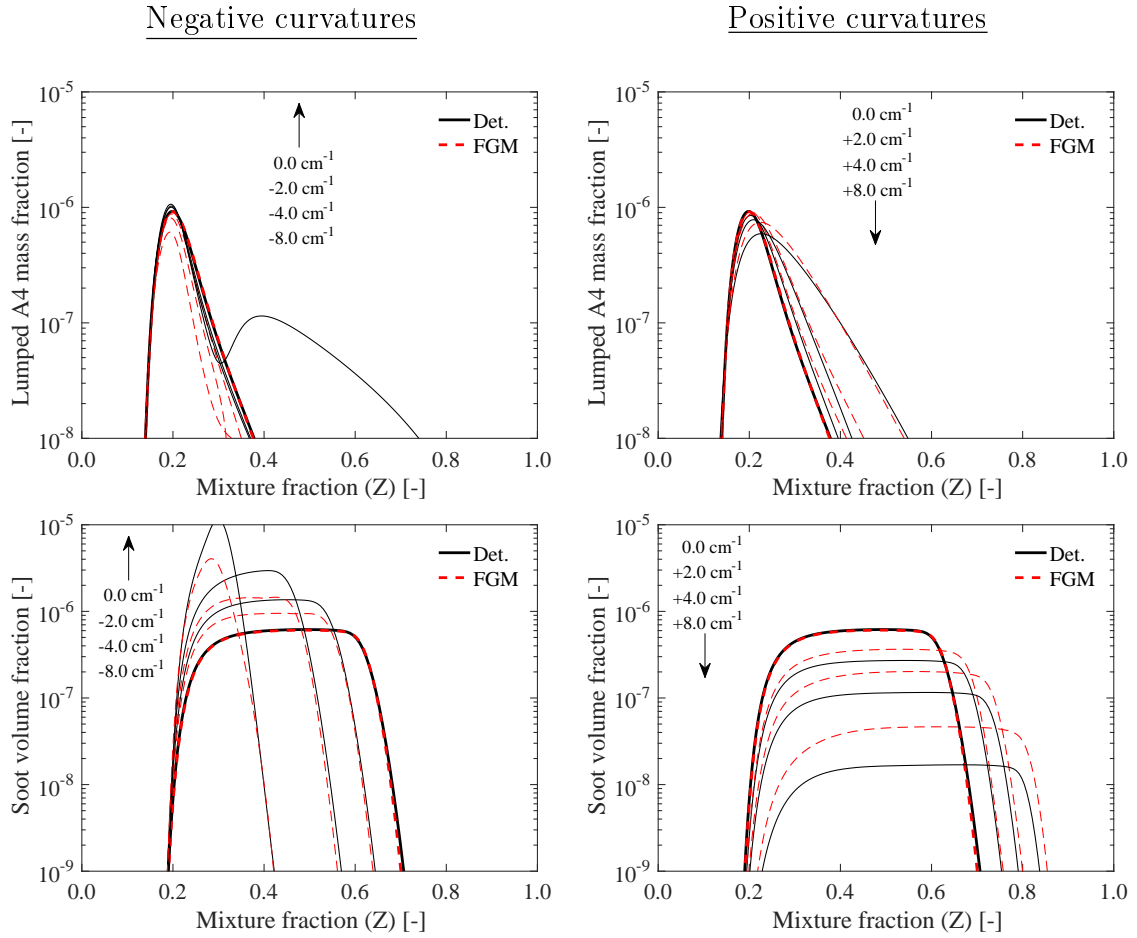 Negative curvatures
Positive curvatures
Lumped A4 mass fraction [-]
10⁻⁵
10⁻⁶
10⁻⁷
10⁻⁸
0.0 cm⁻¹
-2.0 cm⁻¹
-4.0 cm⁻¹
-8.0 cm⁻¹
Det.
FGM
0.0 0.2 0.4 0.6 0.8 1.0
Mixture fraction (Z) [-]
Lumped A4 mass fraction [-]
10⁻⁵
10⁻⁶
10⁻⁷
10⁻⁸
0.0 cm⁻¹
+2.0 cm⁻¹
+4.0 cm⁻¹
+8.0 cm⁻¹
Det.
FGM
0.0 0.2 0.4 0.6 0.8 1.0
Mixture fraction (Z) [-]
Soot volume fraction [-]
10⁻⁵
10⁻⁶
10⁻⁷
10⁻⁸
10⁻⁹
0.0 cm⁻¹
-2.0 cm⁻¹
-4.0 cm⁻¹
-8.0 cm⁻¹
Det.
FGM
0.0 0.2 0.4 0.6 0.8 1.0
Mixture fraction (Z) [-]
Soot volume fraction [-]
10⁻⁵
10⁻⁶
10⁻⁷
10⁻⁸
10⁻⁹
0.0 cm⁻¹
+2.0 cm⁻¹
+4.0 cm⁻¹
+8.0 cm⁻¹
Det.
FGM
0.0 0.2 0.4 0.6 0.8 1.0
Mixture fraction (Z) [-]